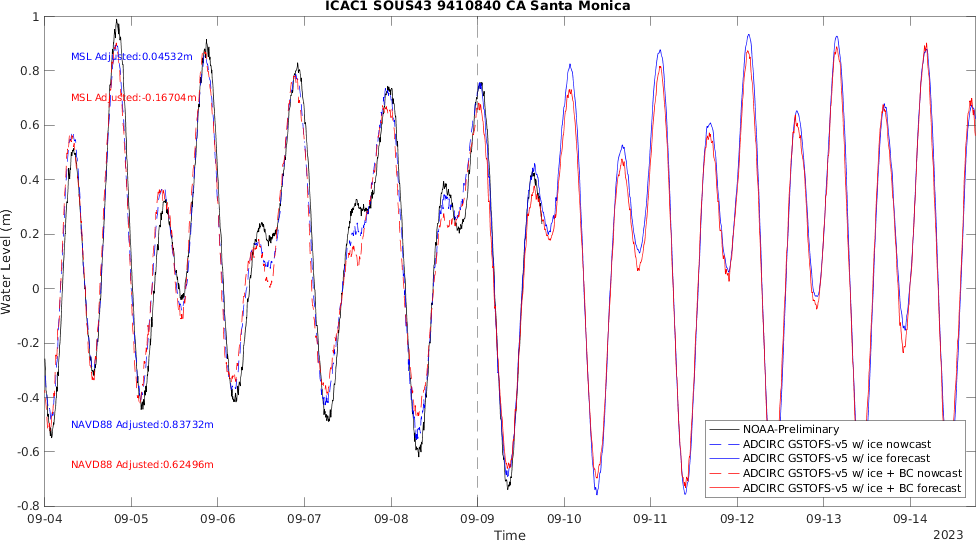 ICAC1 SOUS43 9410840 CA Santa Monica
1
0.8
0.6
0.4
0.2
0
-0.2
-0.4
-0.6
-0.8
Water Level (m)
MSL Adjusted:0.04532m
MSL Adjusted:-0.16704m
NAVD88 Adjusted:0.83732m
NAVD88 Adjusted:0.62496m
NOAA-Preliminary
ADCIRC GSTOFS-v5 w/ ice nowcast
ADCIRC GSTOFS-v5 w/ ice forecast
ADCIRC GSTOFS-v5 w/ ice + BC nowcast
ADCIRC GSTOFS-v5 w/ ice + BC forecast
09-04 09-05 09-06 09-07 09-08 09-09 09-10 09-11 09-12 09-13 09-14
Time
2023